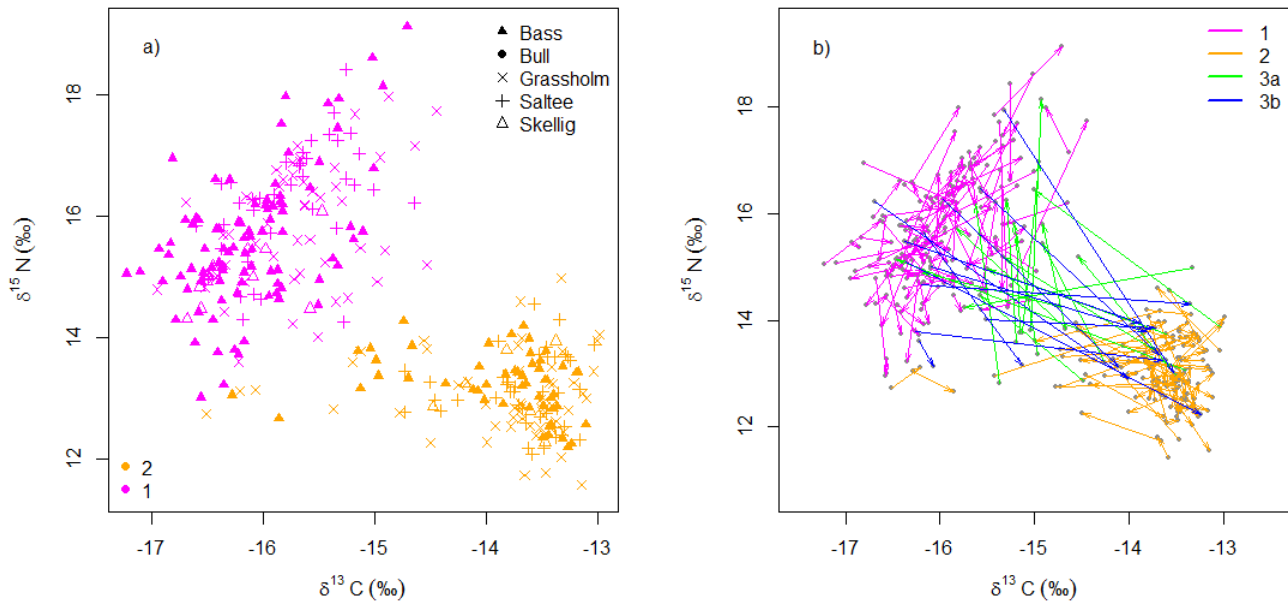 a)
Bass
Bull
Grassholm
Saltee
Skellig
2
1
18
16
14
12
δ15 N (‰)
-17 -16 -15 -14 -13
δ13 C (‰)
b)
1
2
3a
3b
18
16
14
12
δ15 N (‰)
-17 -16 -15 -14 -13
δ13 C (‰)